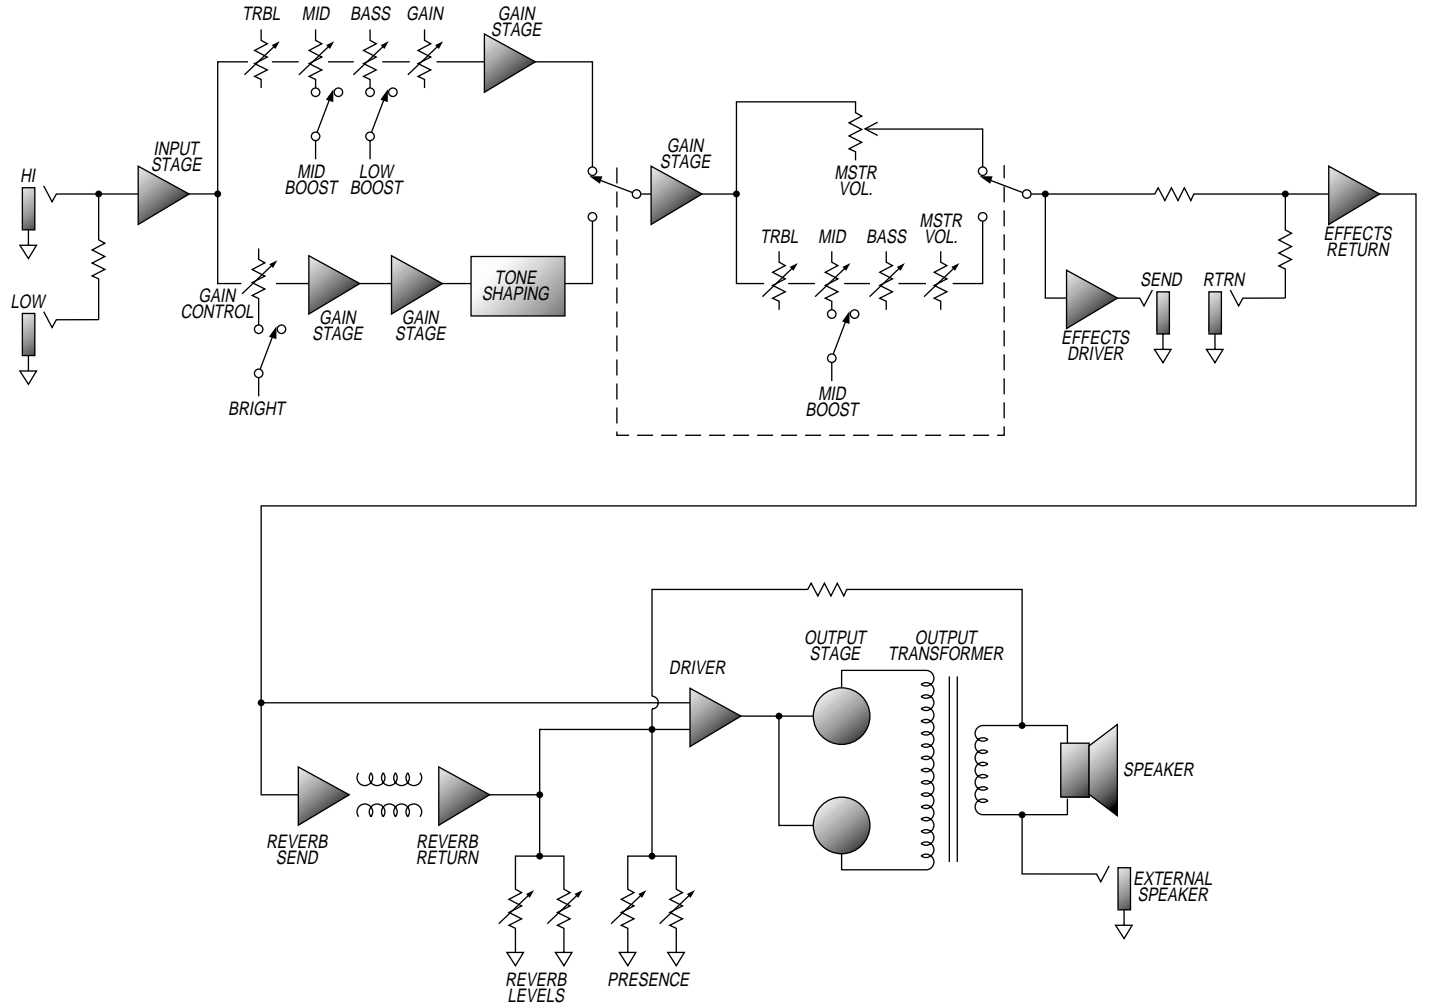 TRBL
MID
BASS
GAIN
GAIN
STAGE
INPUT
STAGE
HI
MID
BOOST
LOW
BOOST
GAIN
STAGE
MSTR
VOL.
TRBL
MID
BASS
MSTR
VOL.
EFFECTS
RETURN
LOW
GAIN
CONTROL
GAIN
STAGE
GAIN
STAGE
TONE
SHAPING
SEND
RTRN
EFFECTS
DRIVER
BRIGHT
MID
BOOST
DRIVER
OUTPUT
STAGE
OUTPUT
TRANSFORMER
SPEAKER
REVERB
SEND
REVERB
RETURN
EXTERNAL
SPEAKER
REVERB
LEVELS
PRESENCE